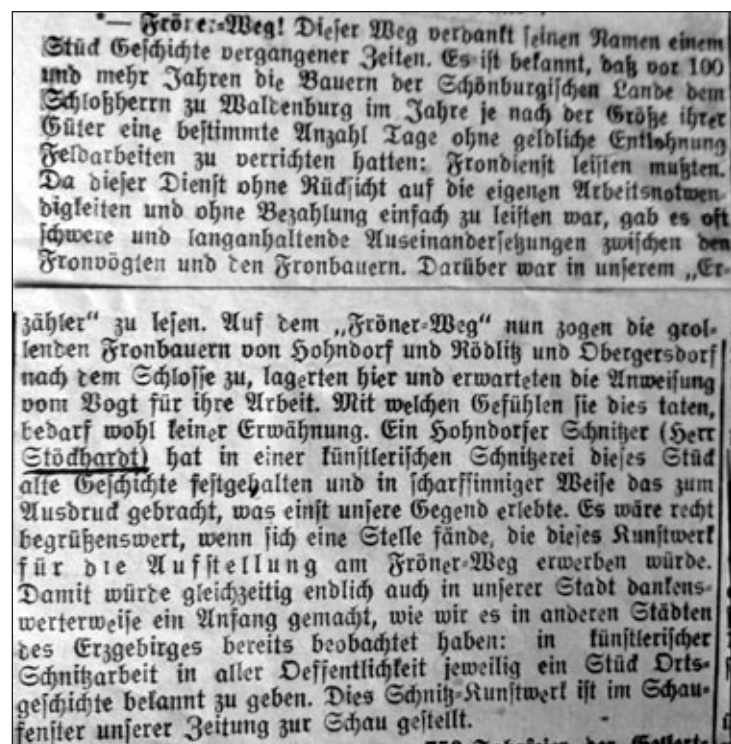 *— Fröner-Weg! Dieser Weg verdankt seinen Namen einem
Stück Geschichte vergangener Zeiten. Es ist bekannt, daß vor 100
und mehr Jahren die Bauern der Schönburgischen Lande dem
Schloßherrn zu Waldenburg im Jahre je nach der Größe ihrer
Güter eine bestimmte Anzahl Tage ohne geldliche Entlohnung
Feldarbeiten zu verrichten hatten: Frondienst leisten mußten.
Da dieser Dienst ohne Rücksicht auf die eigenen Arbeitsnotwen-
digkeiten und ohne Bezahlung einfach zu leisten war, gab es oft
schwere und langanhaltende Auseinandersetzungen zwischen den
Fronvögten und den Fronbauern. Darüber war in unserem „Er-
zähler“ zu lesen. Auf dem „Fröner-Weg“ nun zogen die grol-
lenden Fronbauern von Hohndorf und Rödlitz und Obergersdorf
nach dem Schlosse zu, lagerten hier und erwarteten die Anweisung
vom Vogt für ihre Arbeit. Mit welchen Gefühlen sie dies taten,
bedarf wohl keiner Erwähnung. Ein Hohndorfer Schnitzer (Herr
Stöckhardt) hat in einer künstlerischen Schnitzerei dieses Stück
alte Geschichte festgehalten und in scharfsinniger Weise das zum
Ausdruck gebracht, was einst unsere Gegend erlebte. Es wäre recht
begrüßenswert, wenn sich eine Stelle fände, die dieses Kunstwerk
für die Aufstellung am Fröner-Weg erwerben würde.
Damit würde gleichzeitig endlich auch in unserer Stadt dankens-
werterweise ein Anfang gemacht, wie wir es in anderen Städten
des Erzgebirges bereits beobachtet haben: in künstlerischer
Schnitzarbeit in aller Oeffentlichkeit jeweilig ein Stück Orts-
geschichte bekannt zu geben. Dies Schnitz-Kunstwerk ist im Schau-
fenster unserer Zeitung zur Schau gestellt.